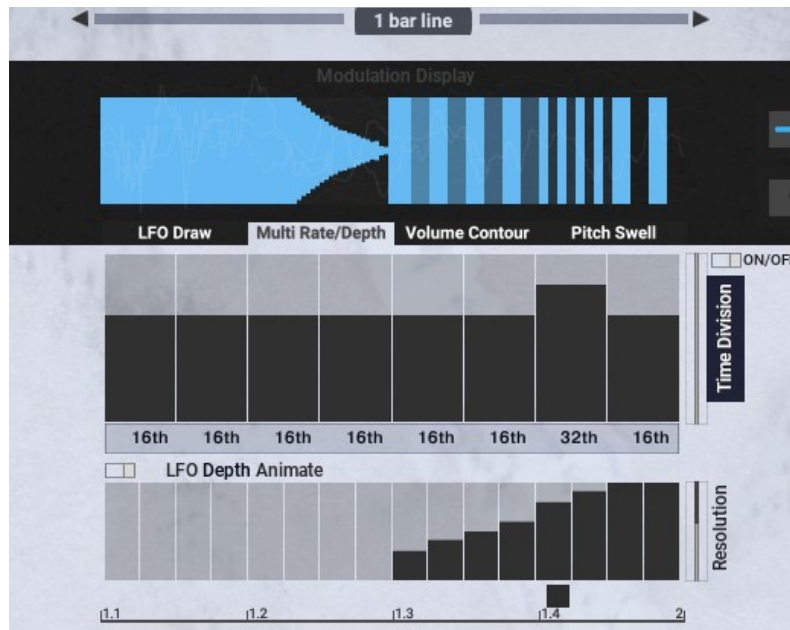 1 bar line
Modulation Display
LFO Draw Multi Rate/Depth Volume Contour Pitch Swell
ON/OF
Time Division
16th 16th 16th 16th 16th 16th 32th 16th
LFO Depth Animate
Resolution
1.1 1.2 1.3 1.4 2